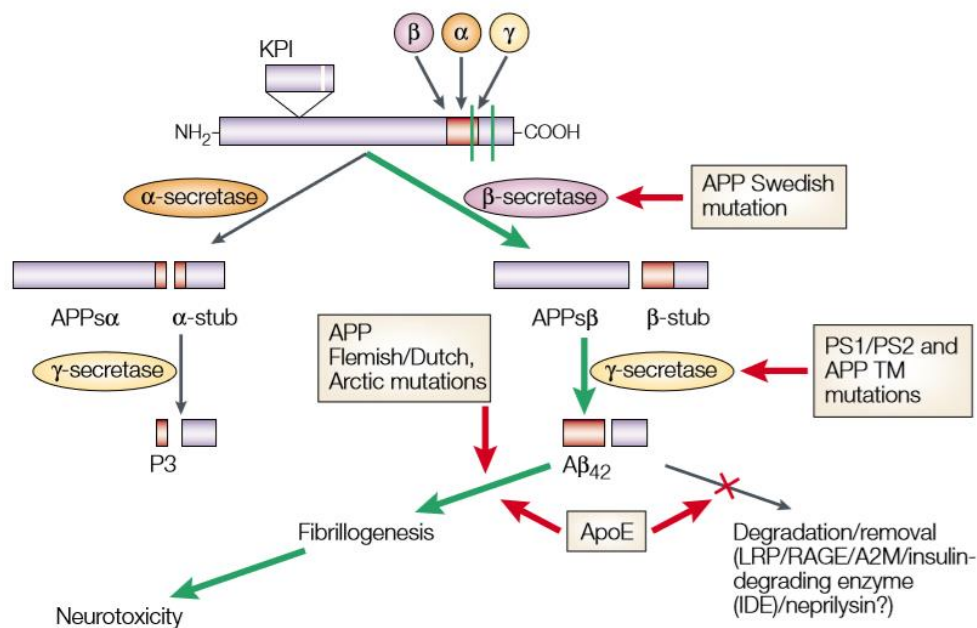 β α γ
KPI
NH₂
COOH
α-secretase
β-secretase
APP Swedish
mutation
APPsα
α-stub
APPsβ
β-stub
γ-secretase
APP
Flemish/Dutch,
Arctic mutations
γ-secretase
PS1/PS2 and
APP TM
mutations
P3
Aβ₄₂
Fibrillogenesis
ApoE
Degradation/removal
(LRP/RAGE/A2M/insulin-
degrading enzyme
(IDE)/neprilysin?)
Neurotoxicity